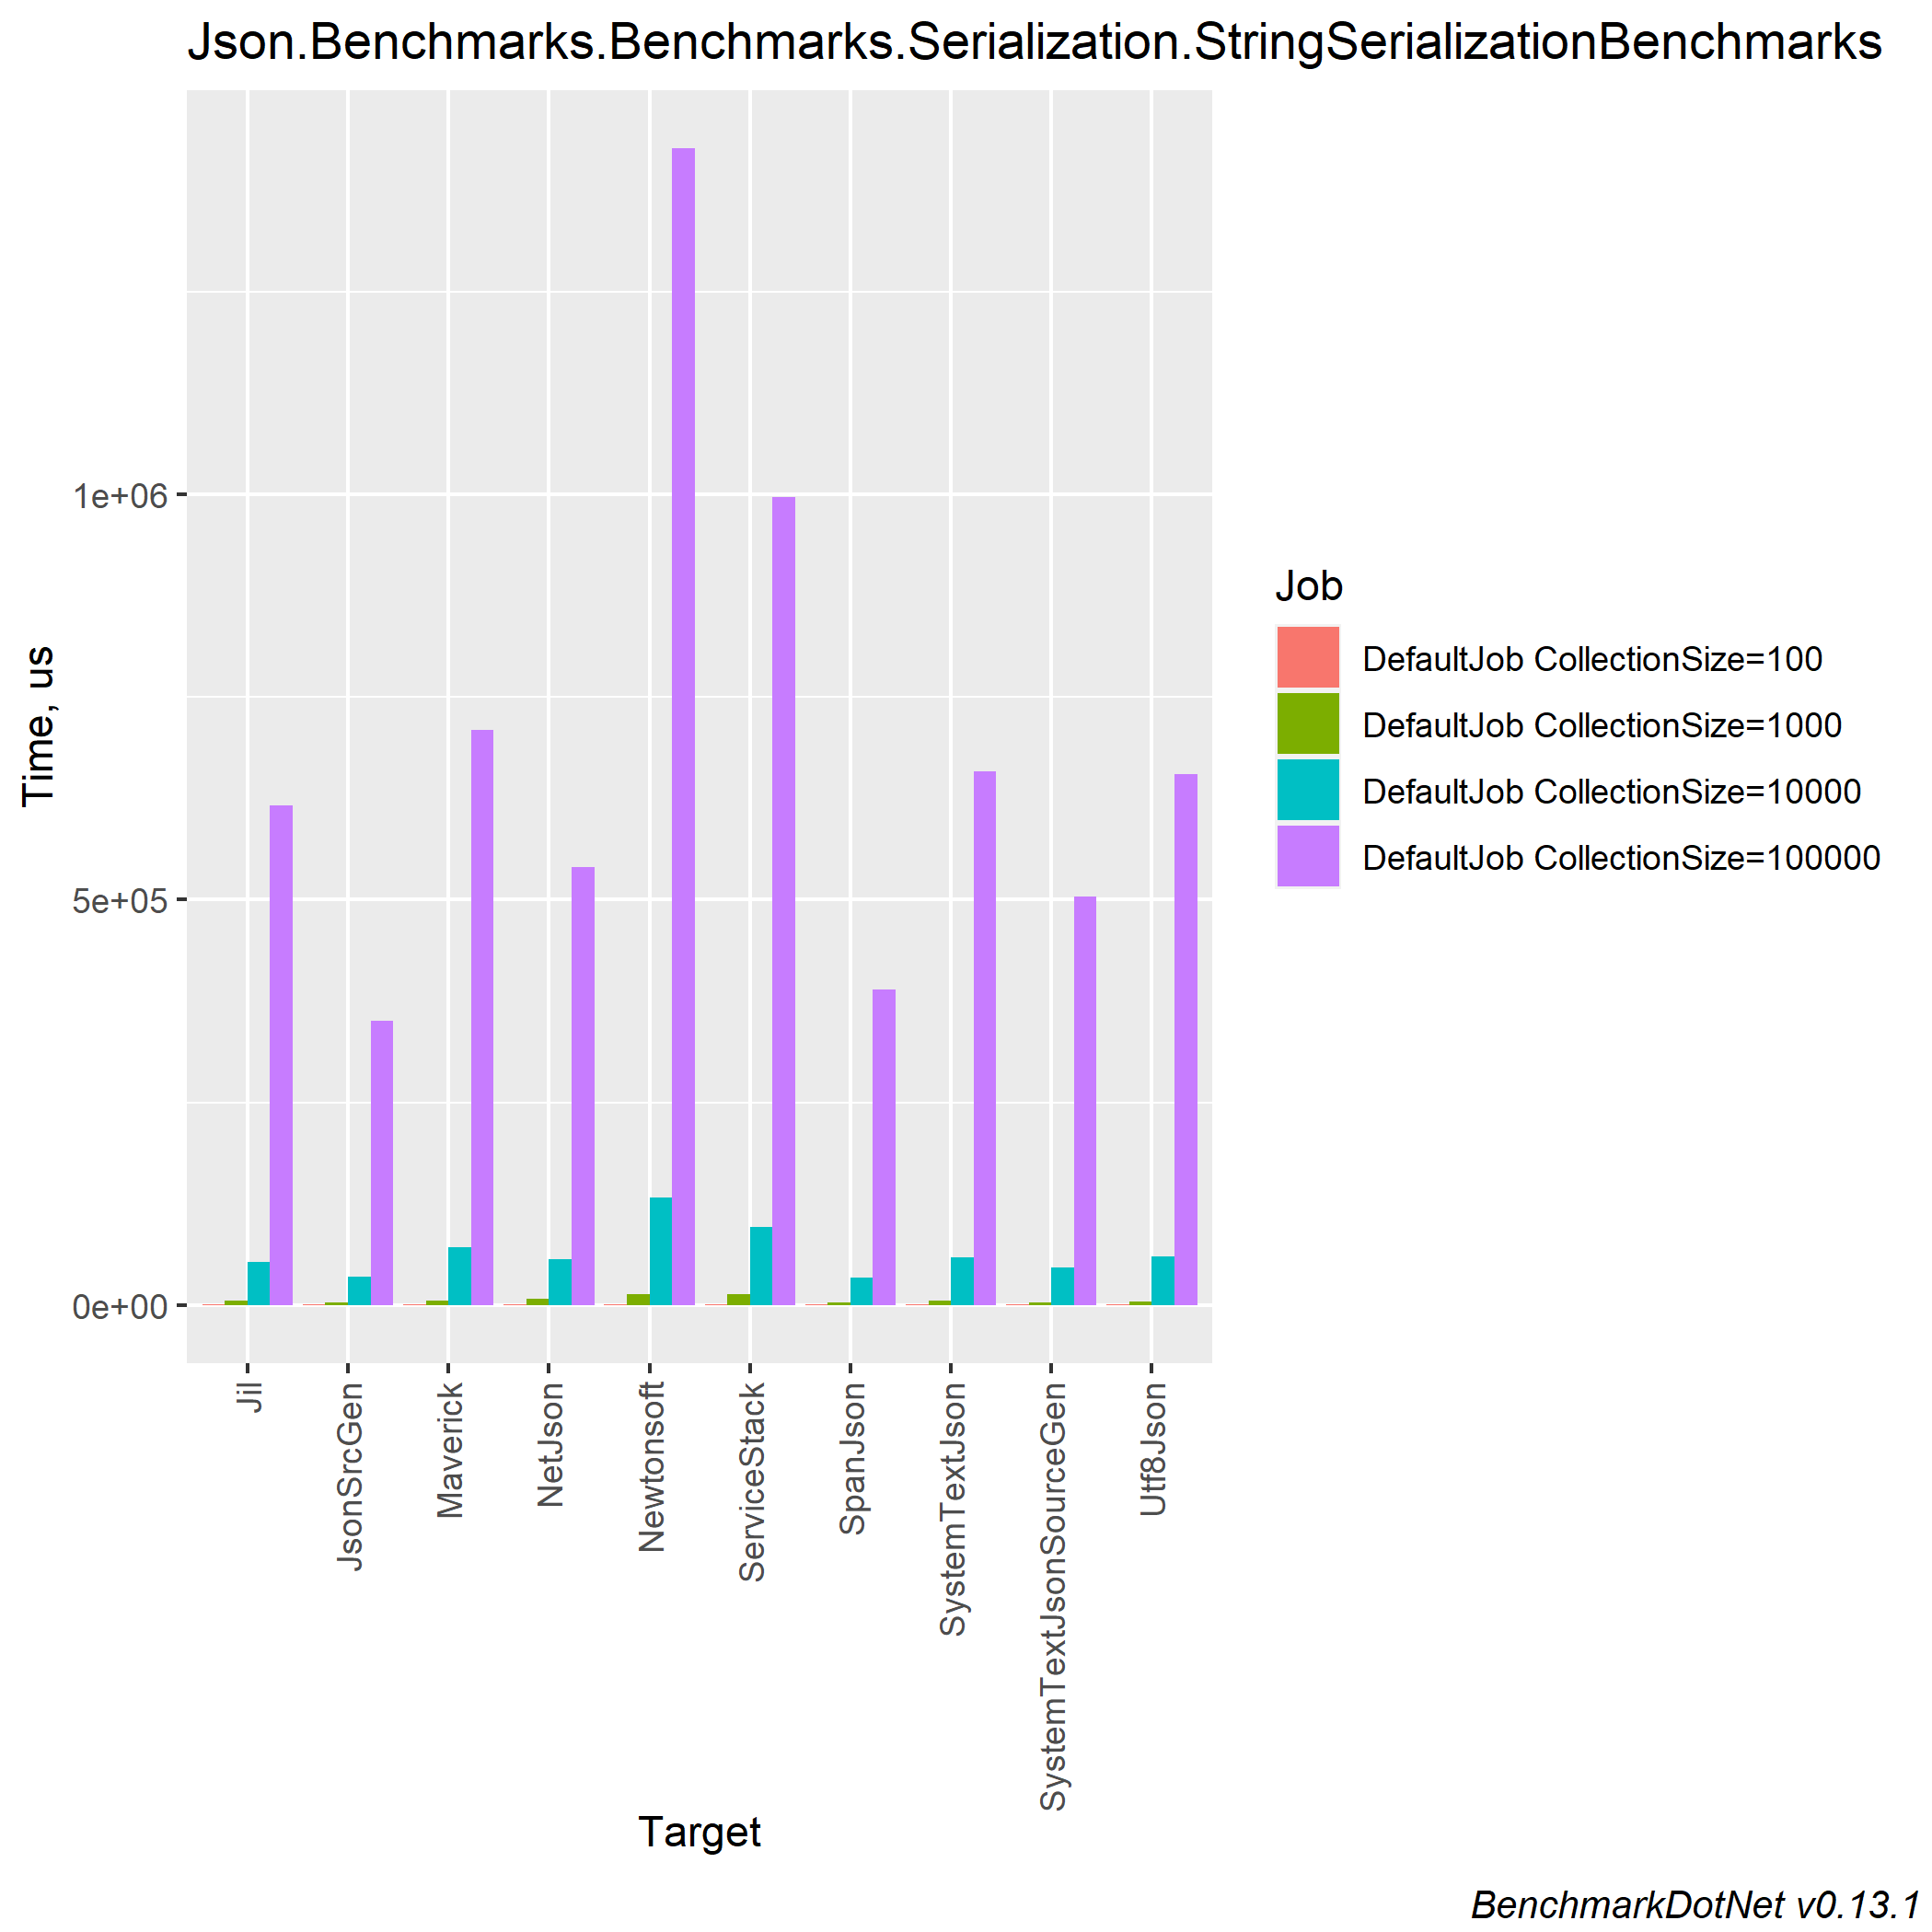 Json.Benchmarks.Benchmarks.Serialization.StringSerializationBenchmarks
Time, us
1e+06
5e+05
0e+00
Jil
JsonSrcGen
Maverick
NetJson
Newtonsoft
ServiceStack
SpanJson
SystemTextJson
SystemTextJsonSourceGen
Utf8Json
Target
Job
DefaultJob CollectionSize=100
DefaultJob CollectionSize=1000
DefaultJob CollectionSize=10000
DefaultJob CollectionSize=100000
BenchmarkDotNet v0.13.1